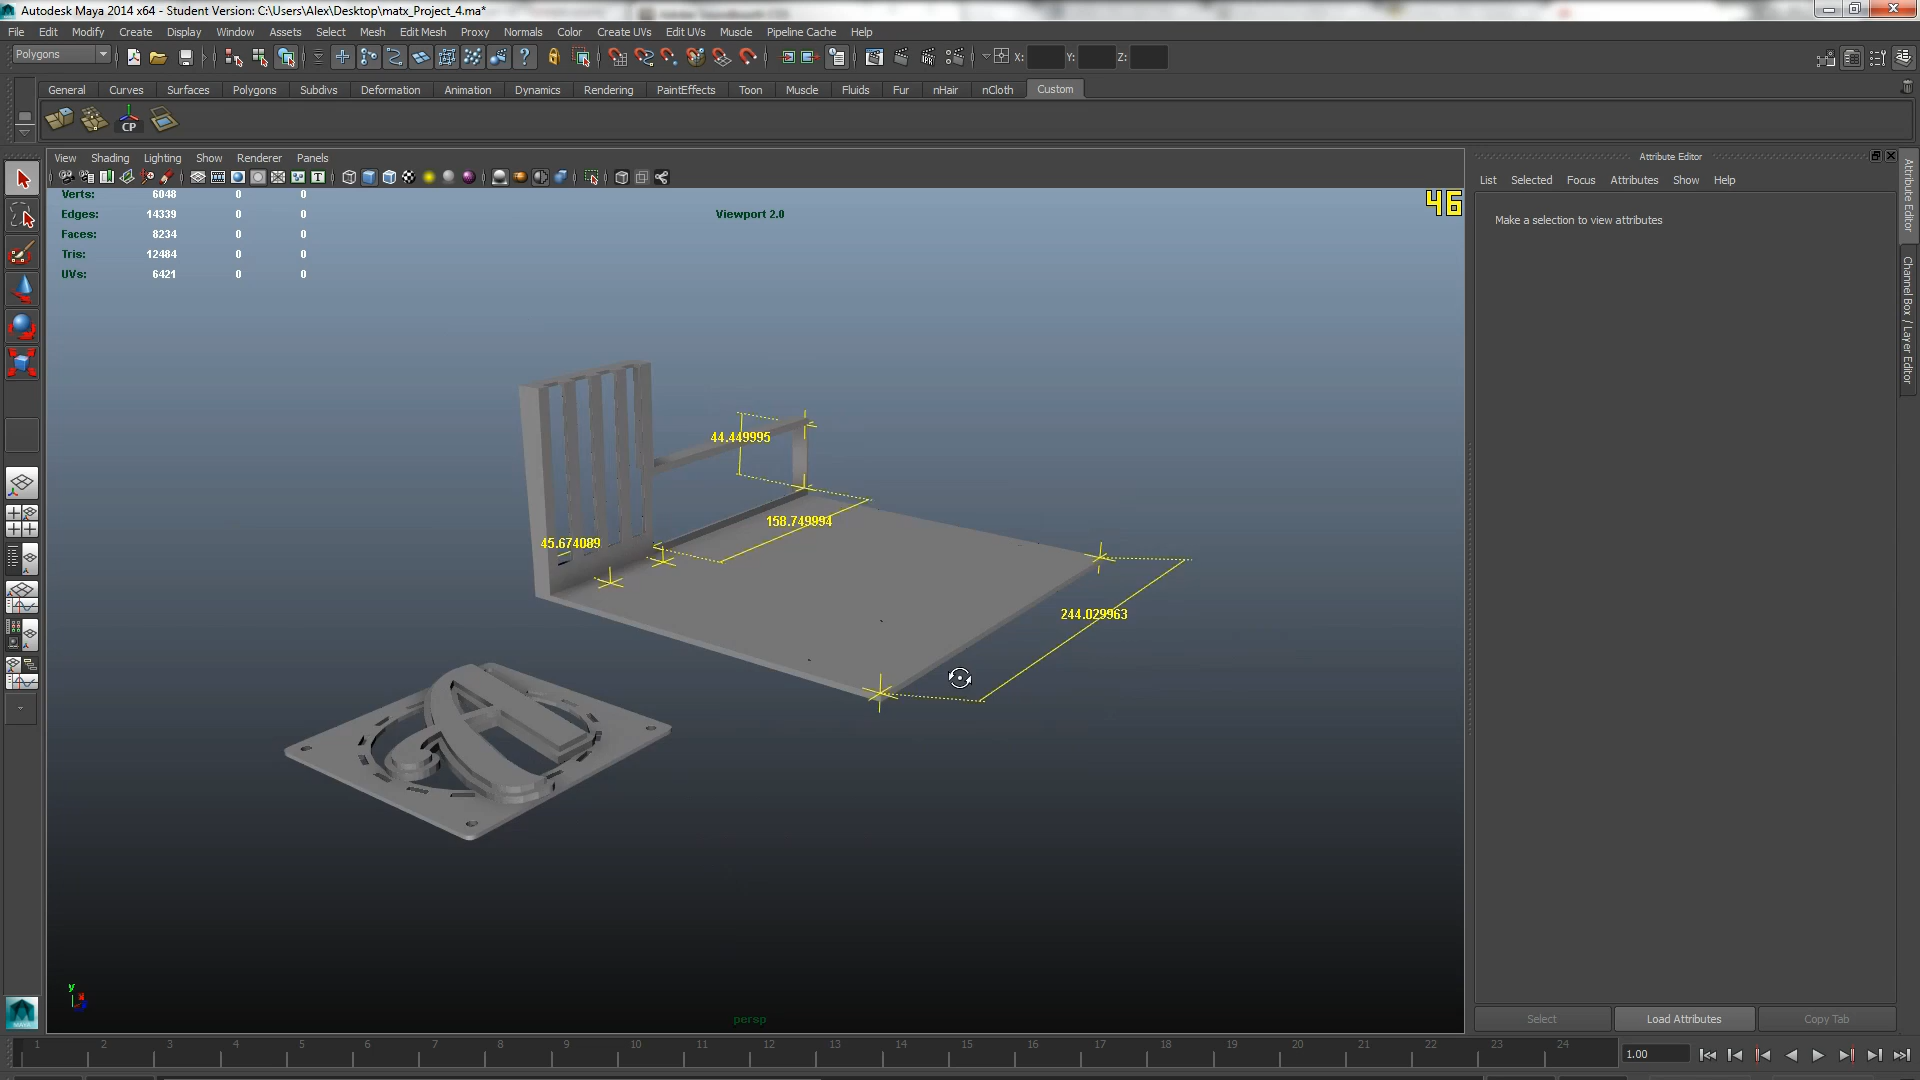 Autodesk Maya 2014 x64 - Student Version: C:\Users\Alex\Desktop\matx_Project_4.ma*
File Edit Modify Create Display Window Assets Select Mesh Edit Mesh Proxy Normals Color Create UVs Edit UVs Muscle Pipeline Cache Help
Polygons X: Y: Z:
General Curves Surfaces Polygons Subdivs Deformation Animation Dynamics Rendering PaintEffects Toon Muscle Fluids Fur nHair nCloth Custom
CP
View Shading Lighting Show Renderer Panels
Attribute Editor
List Selected Focus Attributes Show Help
Make a selection to view attributes
Attribute Editor
Channel Box / Layer Editor
Verts: 6048 0 0
Edges: 14339 0 0
Faces: 8234 0 0
Tris: 12484 0 0
UVs: 6421 0 0
Viewport 2.0
46
44.449995
158.749994
45.674089
244.029963
y
x
persp
MAYA
Select Load Attributes Copy Tab
1 2 3 4 5 6 7 8 9 10 11 12 13 14 15 16 17 18 19 20 21 22 23 24 1.00